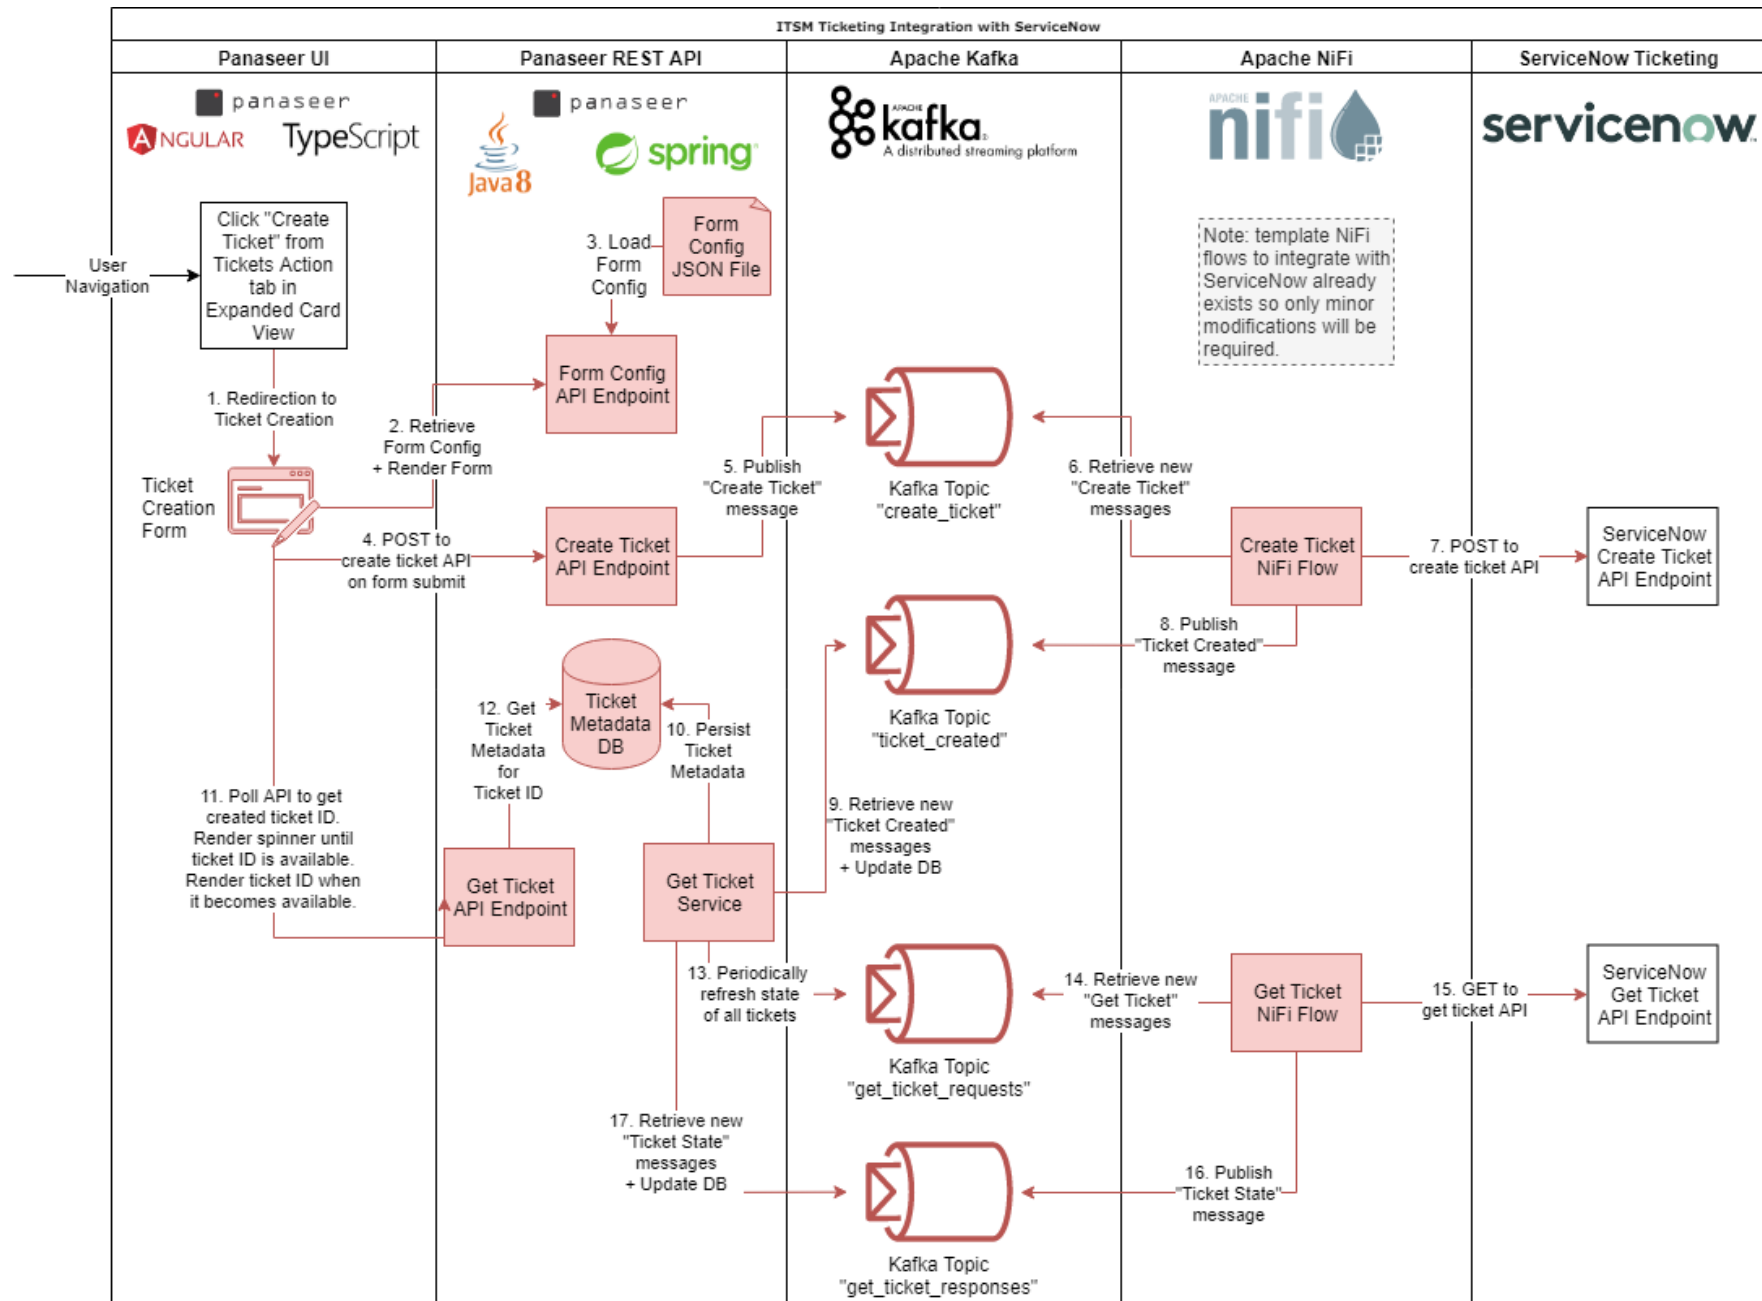 ITSM Ticketing Integration with ServiceNow
Panaseer UI
Panaseer REST API
Apache Kafka
Apache NiFi
ServiceNow Ticketing
panaseer
ANGULAR
TypeScript
panaseer
Java 8
spring
APACHE
kafka
A distributed streaming platform
APACHE
nifi
servicenow
User
Navigation
Click "Create
Ticket" from
Tickets Action
tab in
Expanded Card
View
3. Load
Form
Config
Form
Config
JSON File
Note: template NiFi
flows to integrate with
ServiceNow already
exists so only minor
modifications will be
required.
1. Redirection to
Ticket Creation
2. Retrieve
Form Config
+ Render Form
Form Config
API Endpoint
Ticket
Creation
Form
5. Publish
"Create Ticket"
message
Kafka Topic
"create_ticket"
6. Retrieve new
"Create Ticket"
messages
4. POST to
create ticket API
on form submit
Create Ticket
API Endpoint
Create Ticket
NiFi Flow
7. POST to
create ticket API
ServiceNow
Create Ticket
API Endpoint
8. Publish
"Ticket Created"
message
Kafka Topic
"ticket_created"
12. Get
Ticket
Metadata
for
Ticket ID
Ticket
Metadata
DB
10. Persist
Ticket
Metadata
11. Poll API to get
created ticket ID.
Render spinner until
ticket ID is available.
Render ticket ID when
it becomes available.
9. Retrieve new
"Ticket Created"
messages
+ Update DB
Get Ticket
API Endpoint
Get Ticket
Service
13. Periodically
refresh state
of all tickets
Kafka Topic
"get_ticket_requests"
14. Retrieve new
"Get Ticket"
messages
Get Ticket
NiFi Flow
15. GET to
get ticket API
ServiceNow
Get Ticket
API Endpoint
17. Retrieve new
"Ticket State"
messages
+ Update DB
16. Publish
"Ticket State"
message
Kafka Topic
"get_ticket_responses"